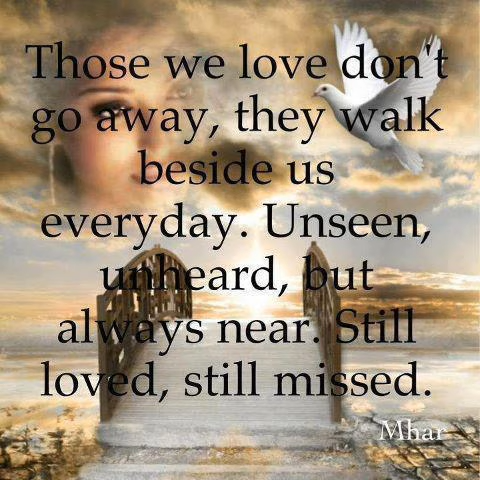 Those we love don't
go away, they walk
beside us
everyday. Unseen,
unheard, but
always near. Still
loved, still missed.
Mhar